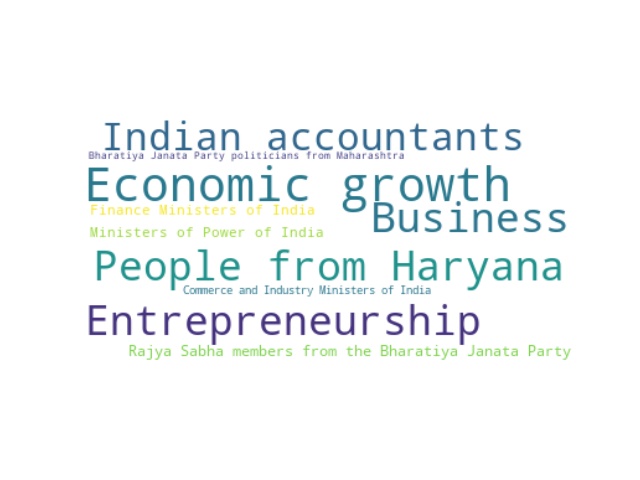 Indian accountants
Bharatiya Janata Party politicians from Maharashtra
Economic growth
Finance Ministers of India
Business
Ministers of Power of India
People from Haryana
Commerce and Industry Ministers of India
Entrepreneurship
Rajya Sabha members from the Bharatiya Janata Party